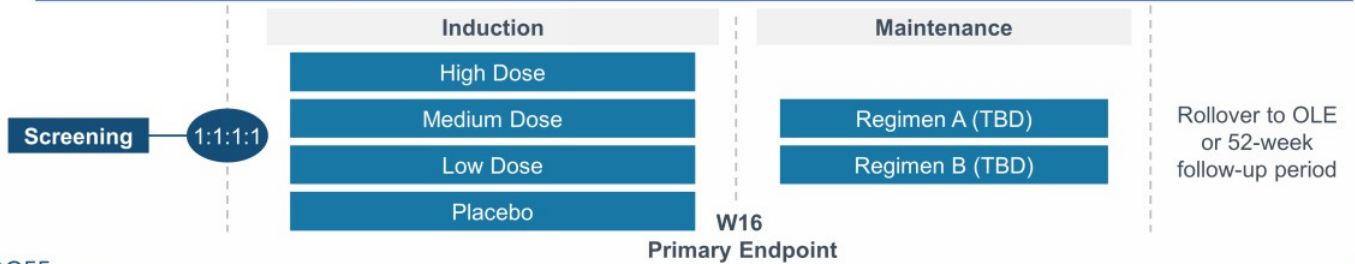 Induction
Maintenance
High Dose
Medium Dose
Low Dose
Placebo
Screening
1:1:1:1
Regimen A (TBD)
Regimen B (TBD)
W16
Primary Endpoint
Rollover to OLE
or 52-week
follow-up period